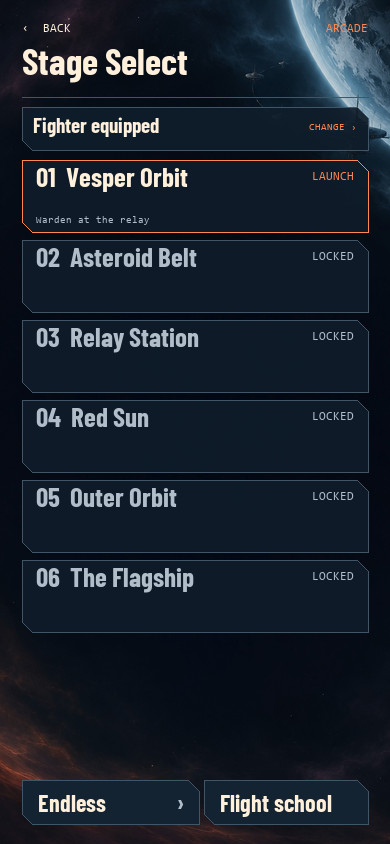 ‹ BACK ARCADE
Stage Select
Fighter equipped CHANGE ›
01 Vesper Orbit LAUNCH
Warden at the relay
02 Asteroid Belt LOCKED
03 Relay Station LOCKED
04 Red Sun LOCKED
05 Outer Orbit LOCKED
06 The Flagship LOCKED
Endless › Flight school